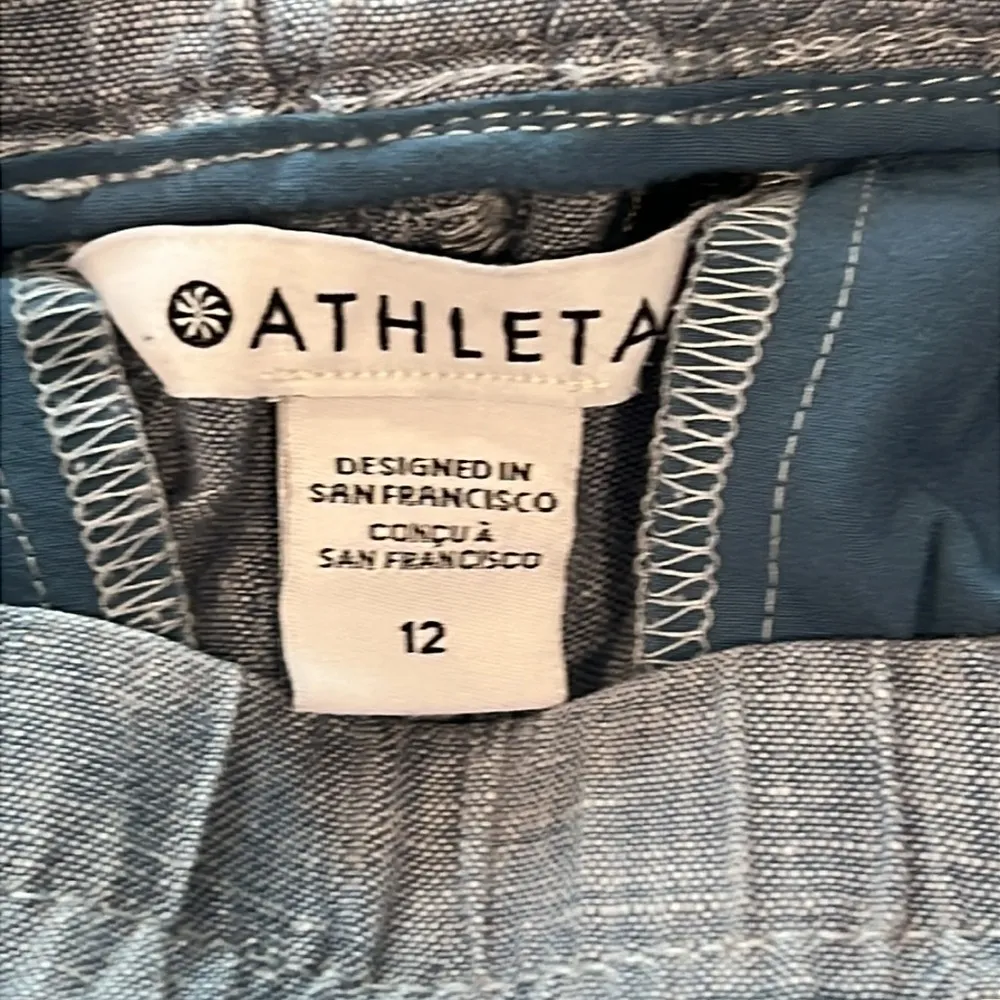 ATHLETA
DESIGNED IN
SAN FRANCISCO
CONÇU À
SAN FRANCISCO
12